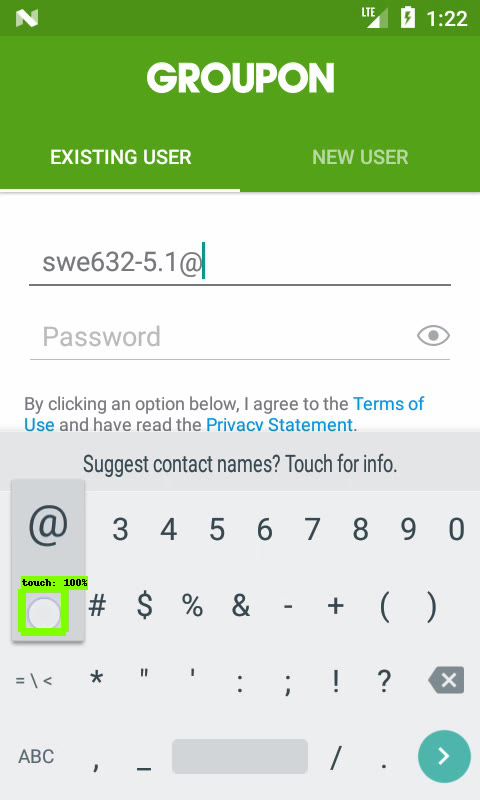 LTE 1:22
GROUPON
EXISTING USER NEW USER
swe632-5.1@
Password
By clicking an option below, I agree to the Terms of
Use and have read the Privacy Statement.
Suggest contact names? Touch for info.
@ 3 4 5 6 7 8 9 0
touch: 100%
# $ % & - + ( )
= \ < * " ' : ; ! ?
ABC , _ / .